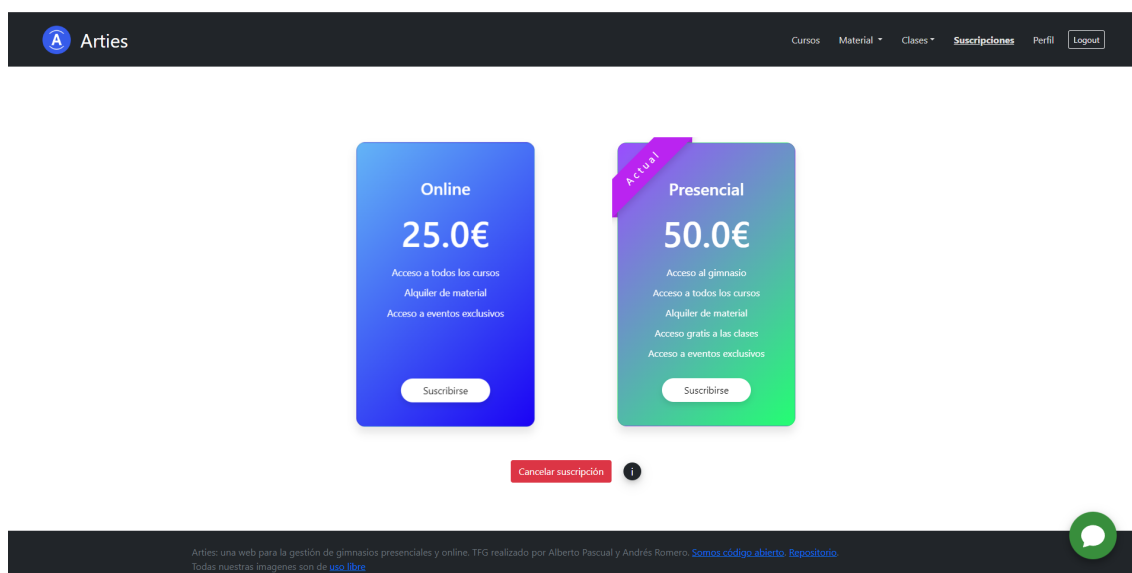 A Arties
Cursos Material Clases Suscripciones Perfil Logout
Online
25.0€
Acceso a todos los cursos
Alquiler de material
Acceso a eventos exclusivos
Suscribirse
Actual
Presencial
50.0€
Acceso al gimnasio
Acceso a todos los cursos
Alquiler de material
Acceso gratis a las clases
Acceso a eventos exclusivos
Suscribirse
Cancelar suscripción i
Arties: una web para la gestión de gimnasios presenciales y online. TFG realizado por Alberto Pascual y Andrés Romero. Somos código abierto. Repositorio.
Todas nuestras imagenes son de uso libre